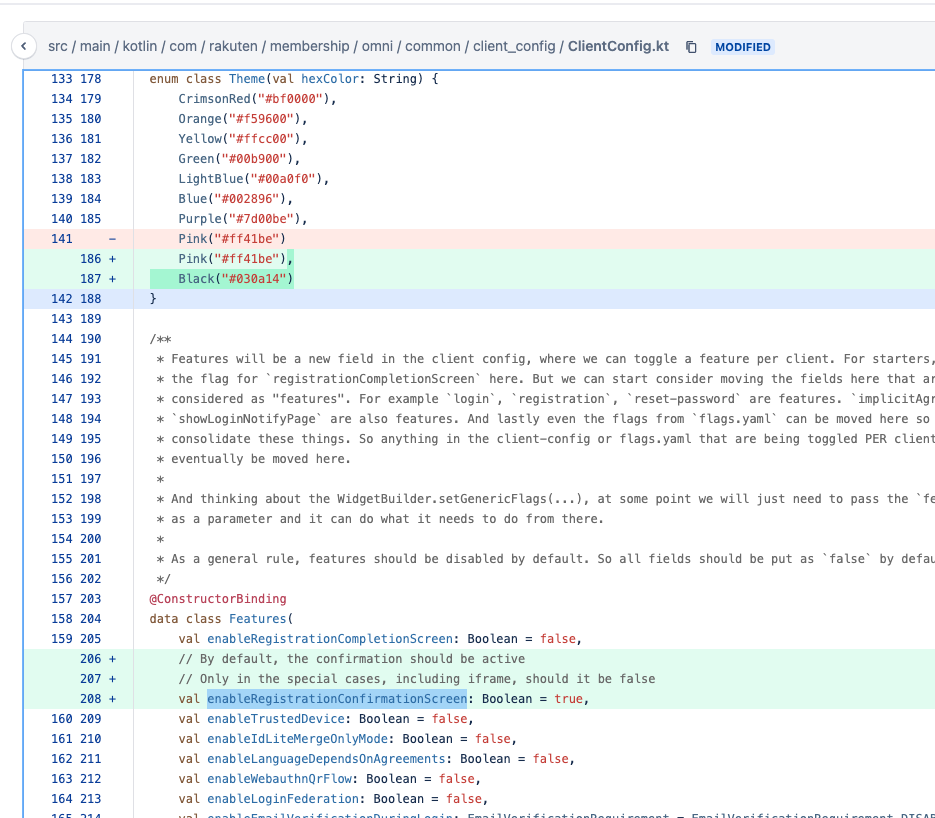 src / main / kotlin / com / rakuten / membership / omni / common / client_config / ClientConfig.kt MODIFIED
133 178 enum class Theme(val hexColor: String) {
134 179 CrimsonRed("#bf0000"),
135 180 Orange("#f59600"),
136 181 Yellow("#ffcc00"),
137 182 Green("#00b900"),
138 183 LightBlue("#00a0f0"),
139 184 Blue("#002896"),
140 185 Purple("#7d00be"),
141 - Pink("#ff41be")
186 + Pink("#ff41be"),
187 + Black("#030a14")
142 188 }
143 189
144 190 /**
145 191 * Features will be a new field in the client config, where we can toggle a feature per client. For starters,
146 192 * the flag for `registrationCompletionScreen` here. But we can start consider moving the fields here that ar
147 193 * considered as "features". For example `login`, `registration`, `reset-password` are features. `implicitAgr
148 194 * `showLoginNotifyPage` are also features. And lastly even the flags from `flags.yaml` can be moved here so
149 195 * consolidate these things. So anything in the client-config or flags.yaml that are being toggled PER client
150 196 * eventually be moved here.
151 197 *
152 198 * And thinking about the WidgetBuilder.setGenericFlags(...), at some point we will just need to pass the `fe
153 199 * as a parameter and it can do what it needs to do from there.
154 200 *
155 201 * As a general rule, features should be disabled by default. So all fields should be put as `false` by defau
156 202 */
157 203 @ConstructorBinding
158 204 data class Features(
159 205 val enableRegistrationCompletionScreen: Boolean = false,
206 + // By default, the confirmation should be active
207 + // Only in the special cases, including iframe, should it be false
208 + val enableRegistrationConfirmationScreen: Boolean = true,
160 209 val enableTrustedDevice: Boolean = false,
161 210 val enableIdLiteMergeOnlyMode: Boolean = false,
162 211 val enableLanguageDependsOnAgreements: Boolean = false,
163 212 val enableWebauthnQrFlow: Boolean = false,
164 213 val enableLoginFederation: Boolean = false,
165 214 val enableEmailVerificationDuringLogin: EmailVerificationRequirement = EmailVerificationRequirement.DISAB